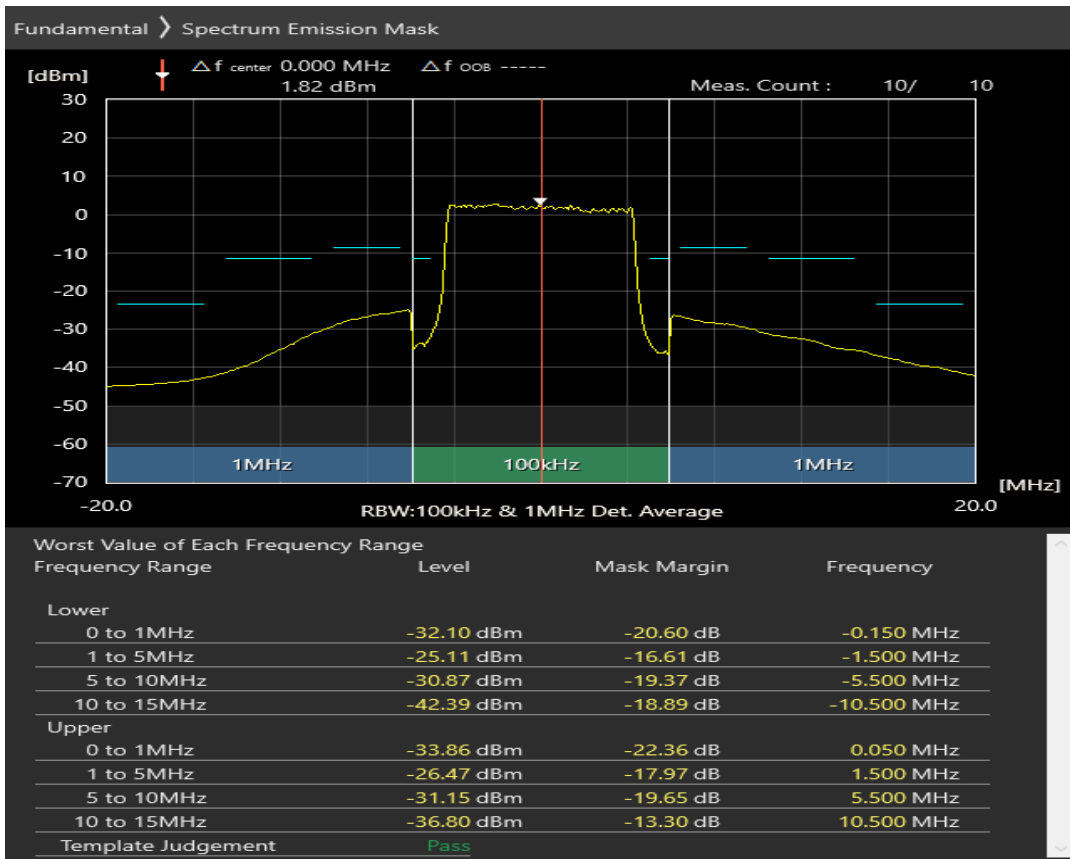 Fundamental ❯ Spectrum Emission Mask
[dBm] △f center 0.000 MHz △f OOB -----
1.82 dBm Meas. Count : 10/ 10
30
20
10
0
-10
-20
-30
-40
-50
-60
1MHz 100kHz 1MHz
-70 [MHz]
-20.0 RBW:100kHz & 1MHz Det. Average 20.0
Worst Value of Each Frequency Range
Frequency Range Level Mask Margin Frequency
Lower
0 to 1MHz -32.10 dBm -20.60 dB -0.150 MHz
1 to 5MHz -25.11 dBm -16.61 dB -1.500 MHz
5 to 10MHz -30.87 dBm -19.37 dB -5.500 MHz
10 to 15MHz -42.39 dBm -18.89 dB -10.500 MHz
Upper
0 to 1MHz -33.86 dBm -22.36 dB 0.050 MHz
1 to 5MHz -26.47 dBm -17.97 dB 1.500 MHz
5 to 10MHz -31.15 dBm -19.65 dB 5.500 MHz
10 to 15MHz -36.80 dBm -13.30 dB 10.500 MHz
Template Judgement Pass